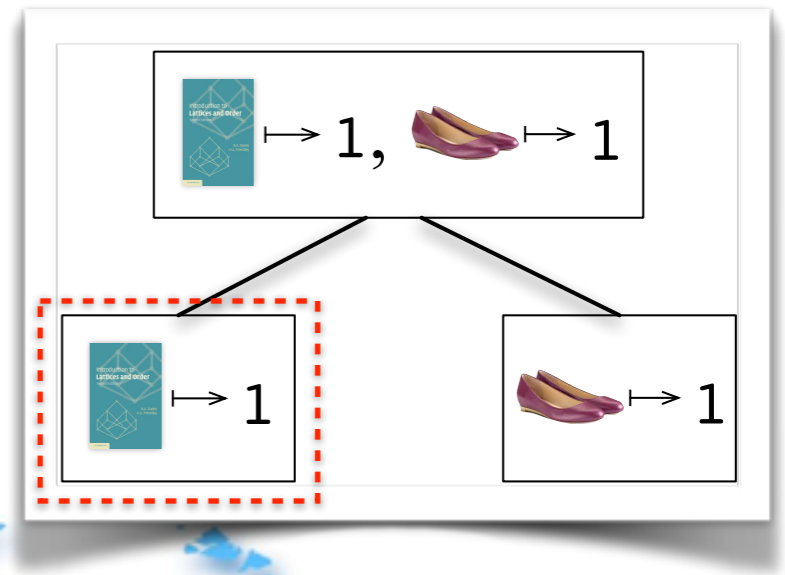 Introduction to
Lattices and Order
↦ 1, ↦ 1
Introduction to
Lattices and Order
↦ 1
↦ 1